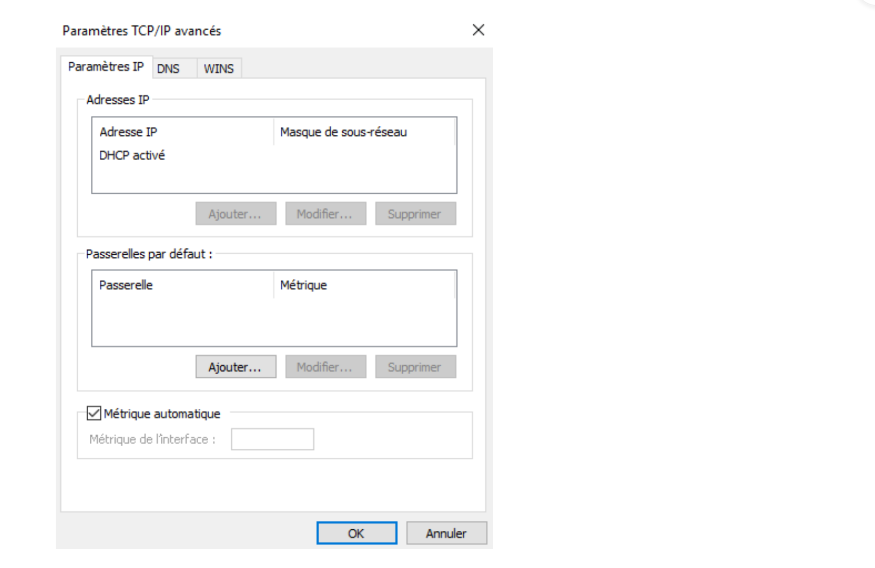 Paramètres TCP/IP avancés
Paramètres IP DNS WINS
Adresses IP
Adresse IP Masque de sous-réseau
DHCP activé
Ajouter... Modifier... Supprimer
Passerelles par défaut :
Passerelle Métrique
Ajouter... Modifier... Supprimer
Métrique automatique
Métrique de l'interface :
OK Annuler